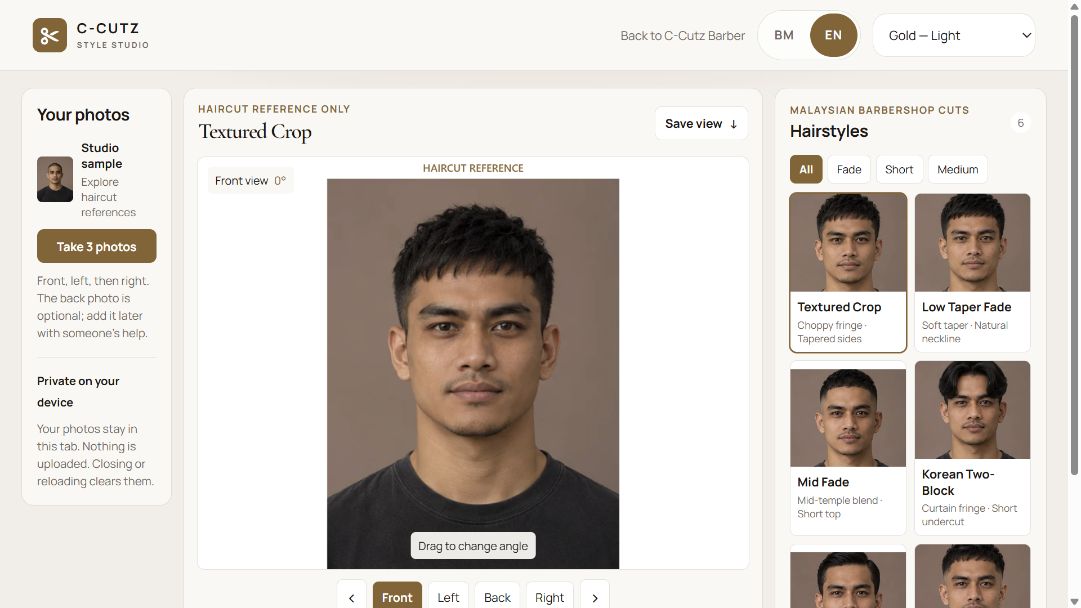 C-CUTZ
STYLE STUDIO
Back to C-Cutz Barber
BM
EN
Gold — Light
Your photos
Studio
sample
Explore
haircut
references
Take 3 photos
Front, left, then right.
The back photo is
optional; add it later
with someone's help.
Private on your
device
Your photos stay in
this tab. Nothing is
uploaded. Closing or
reloading clears them.
HAIRCUT REFERENCE ONLY
Textured Crop
Save view ↓
Front view 0°
HAIRCUT REFERENCE
Drag to change angle
Front
Left
Back
Right
MALAYSIAN BARBERSHOP CUTS
Hairstyles
6
All
Fade
Short
Medium
Textured Crop
Choppy fringe ·
Tapered sides
Low Taper Fade
Soft taper · Natural
neckline
Mid Fade
Mid-temple blend ·
Short top
Korean Two-
Block
Curtain fringe · Short
undercut